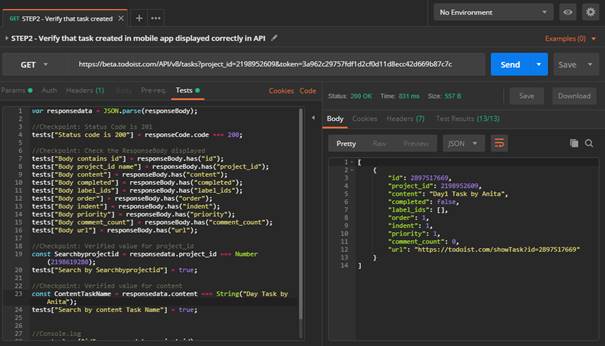 GET STEP2 - Verify that task created
No Environment
STEP2 - Verify that task created in mobile app displayed correctly in API
Examples (0)
GET
https://beta.todoist.com/API/v8/tasks?project_id=2198952609&token=3a962c29757fdf1d2cf0d11d8ecc42d669b87c7c
Send
Save
Params
Auth
Headers (1)
Body
Pre-req.
Tests
Cookies
Code
1 var responsedata = JSON.parse(responseBody);
2
3 //Checkpoint: Status Code is 201
4 tests["Status code is 200"] = responseCode.code === 200;
5
6 //Checkpoint: Check the ResponseBody displayed
7 tests["Body contains id"] = responseBody.has("id");
8 tests["Body project_id name"] = responseBody.has("project_id");
9 tests["Body content"] = responseBody.has("content");
10 tests["Body completed"] = responseBody.has("completed");
11 tests["Body label_ids"] = responseBody.has("label_ids");
12 tests["Body order"] = responseBody.has("order");
13 tests["Body indent"] = responseBody.has("indent");
14 tests["Body priority"] = responseBody.has("priority");
15 tests["Body comment_count"] = responseBody.has("comment_count");
16 tests["Body url"] = responseBody.has("url");
17
18 //Checkpoint: Verified value for project_id
19 const Searchbyprojectid = responsedata.project_id === Number
(2198619280);
20 tests["Search by Searchbyprojectid"] = true;
21
22 //Checkpoint: Verified value for content
23 const ContentTaskName = responsedata.content === String("Day Task by
Anita");
24 tests["Search by content Task Name"] = true;
25
26
27 //Console.log
Status: 200 OK
Time: 831 ms
Size: 557 B
Save
Download
Body
Cookies
Headers (7)
Test Results (13/13)
Pretty
Raw
Preview
JSON
1 [
2 {
3 "id": 2897517669,
4 "project_id": 2198952609,
5 "content": "Day1 Task by Anita",
6 "completed": false,
7 "label_ids": [],
8 "order": 1,
9 "indent": 1,
10 "priority": 1,
11 "comment_count": 0,
12 "url": "https://todoist.com/showTask?id=2897517669"
13 }
14 ]